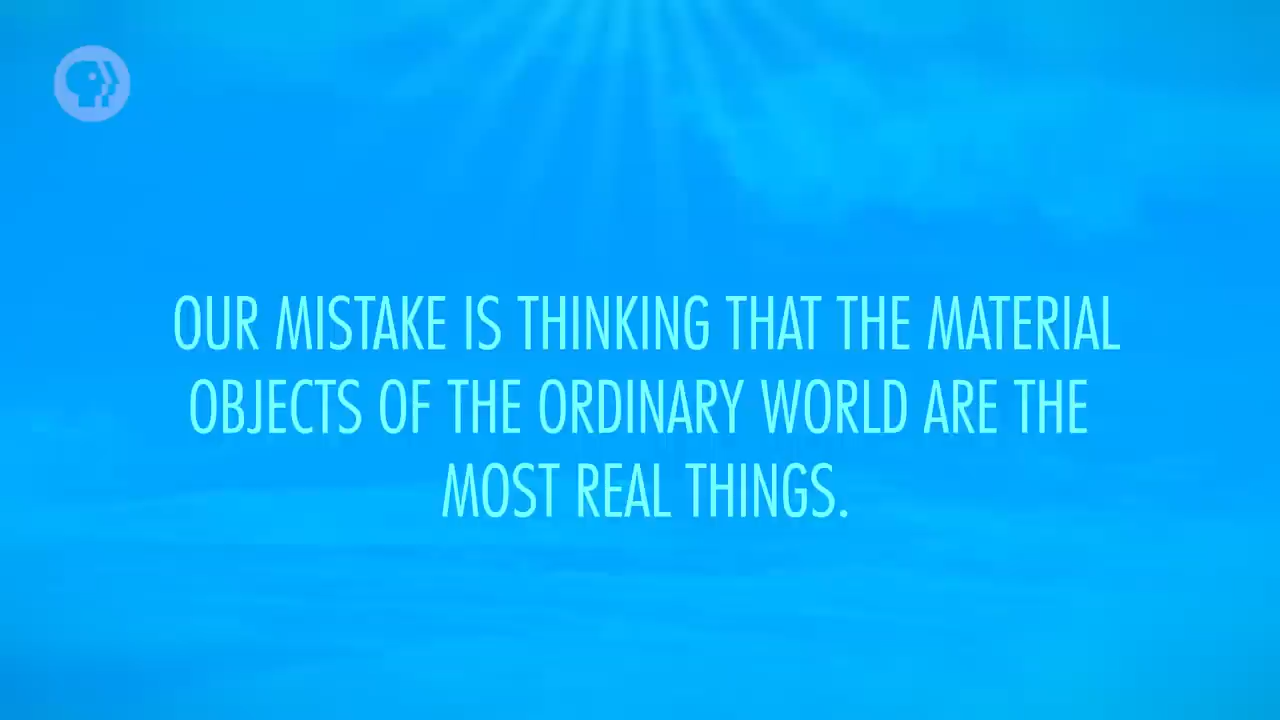 OUR MISTAKE IS THINKING THAT THE MATERIAL
OBJECTS OF THE ORDINARY WORLD ARE THE
MOST REAL THINGS.